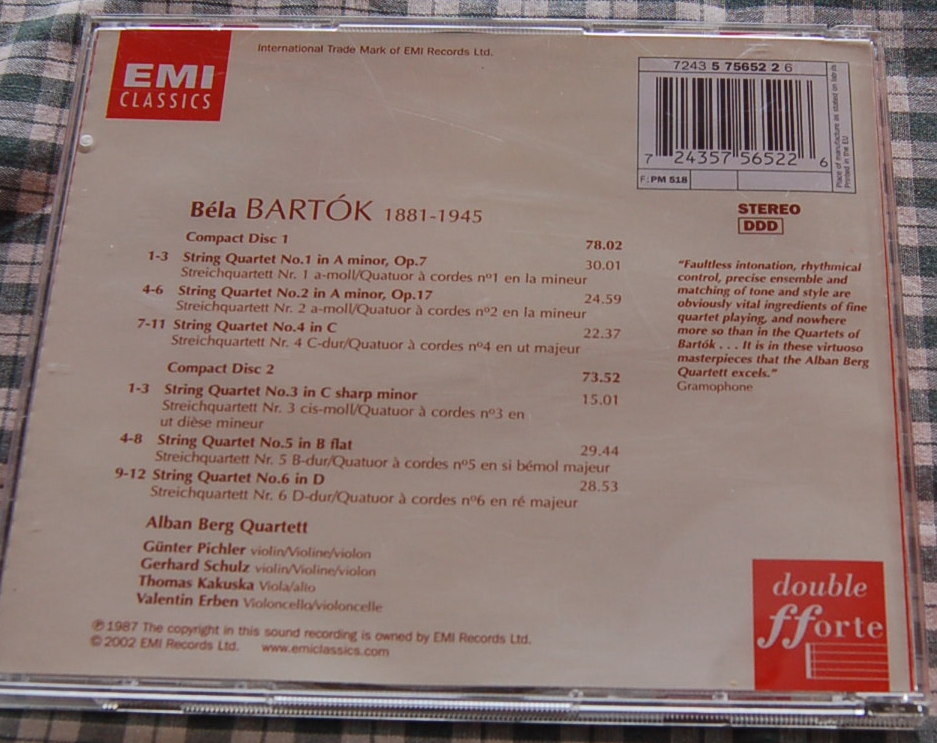 EMI
CLASSICS
International Trade Mark of EMI Records Ltd.
7243 5 75652 2 6
7 24357 56522 6
F: PM 518
Place of manufacture as stated on labels
Printed in the EU
Béla BARTÓK 1881-1945
Compact Disc 1 78.02
1-3 String Quartet No.1 in A minor, Op.7 30.01
Streichquartett Nr. 1 a-moll/Quatuor à cordes nº1 en la mineur
4-6 String Quartet No.2 in A minor, Op.17 24.59
Streichquartett Nr. 2 a-moll/Quatuor à cordes nº2 en la mineur
7-11 String Quartet No.4 in C 22.37
Streichquartett Nr. 4 C-dur/Quatuor à cordes nº4 en ut majeur
Compact Disc 2 73.52
1-3 String Quartet No.3 in C sharp minor 15.01
Streichquartett Nr. 3 cis-moll/Quatuor à cordes nº3 en
ut dièse mineur
4-8 String Quartet No.5 in B flat 29.44
Streichquartett Nr. 5 B-dur/Quatuor à cordes nº5 en si bémol majeur
9-12 String Quartet No.6 in D 28.53
Streichquartett Nr. 6 D-dur/Quatuor à cordes nº6 en ré majeur
Alban Berg Quartett
Günter Pichler violin/Violine/violon
Gerhard Schulz violin/Violine/violon
Thomas Kakuska Viola/alto
Valentin Erben Violoncello/violoncelle
℗ 1987 The copyright in this sound recording is owned by EMI Records Ltd.
© 2002 EMI Records Ltd. www.emiclassics.com
STEREO
DDD
"Faultless intonation, rhythmical
control, precise ensemble and
matching of tone and style are
obviously vital ingredients of fine
quartet playing, and nowhere
more so than in the Quartets of
Bartók . . . It is in these virtuoso
masterpieces that the Alban Berg
Quartett excels."
Gramophone
double
fforte